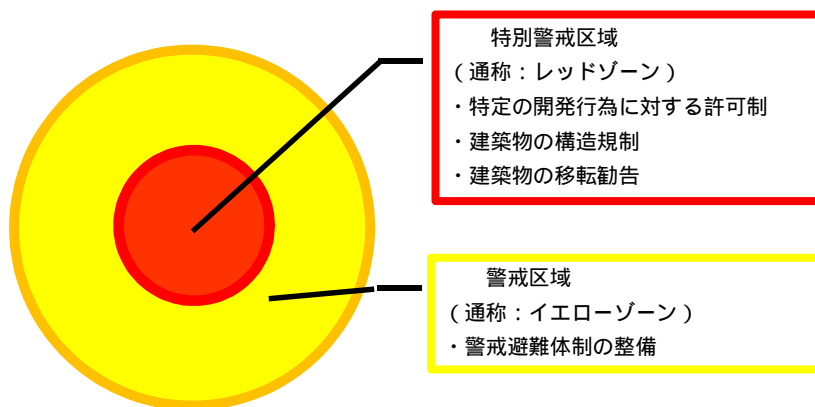 特別警戒区域
（通称：レッドゾーン）
・特定の開発行為に対する許可制
・建築物の構造規制
・建築物の移転勧告
警戒区域
（通称：イエローゾーン）
・警戒避難体制の整備